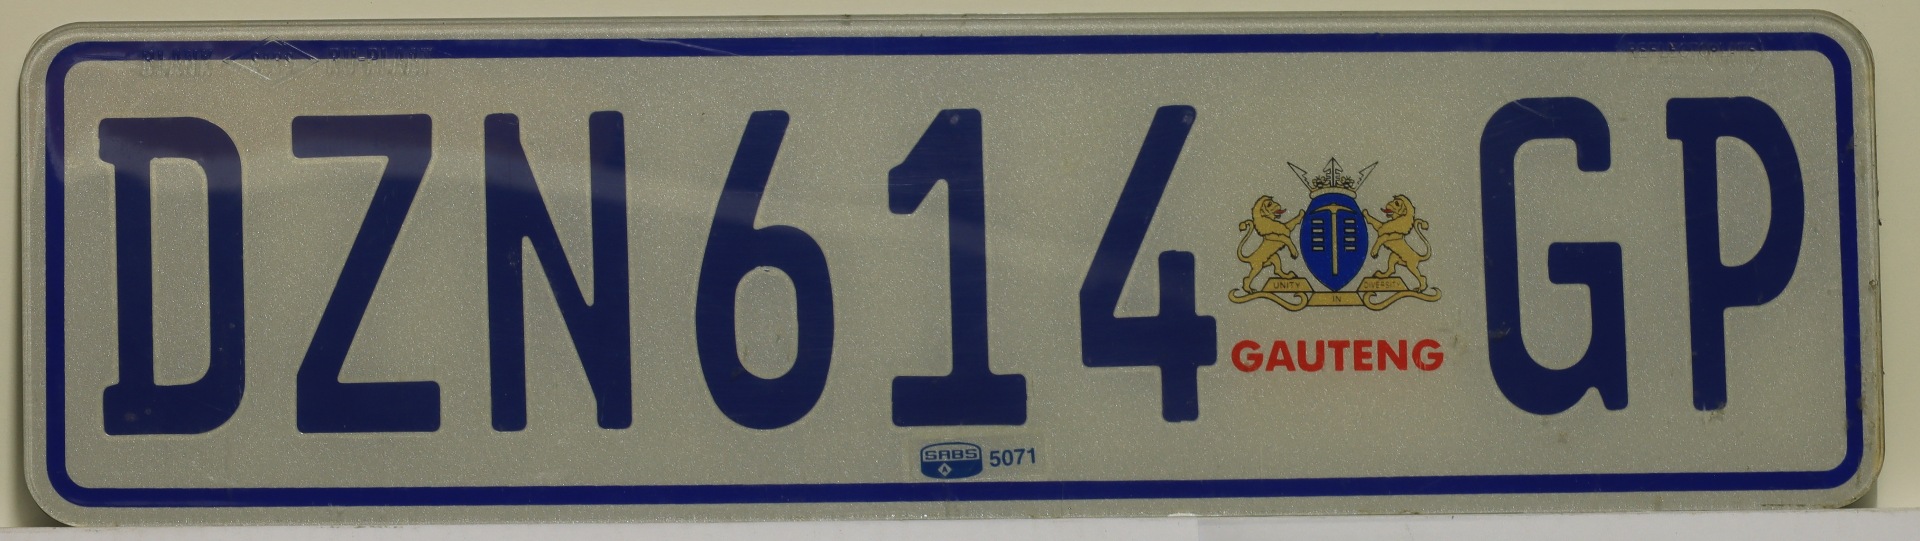 DZN614 GP
UNITY IN DIVERSITY
GAUTENG
SABS 5071